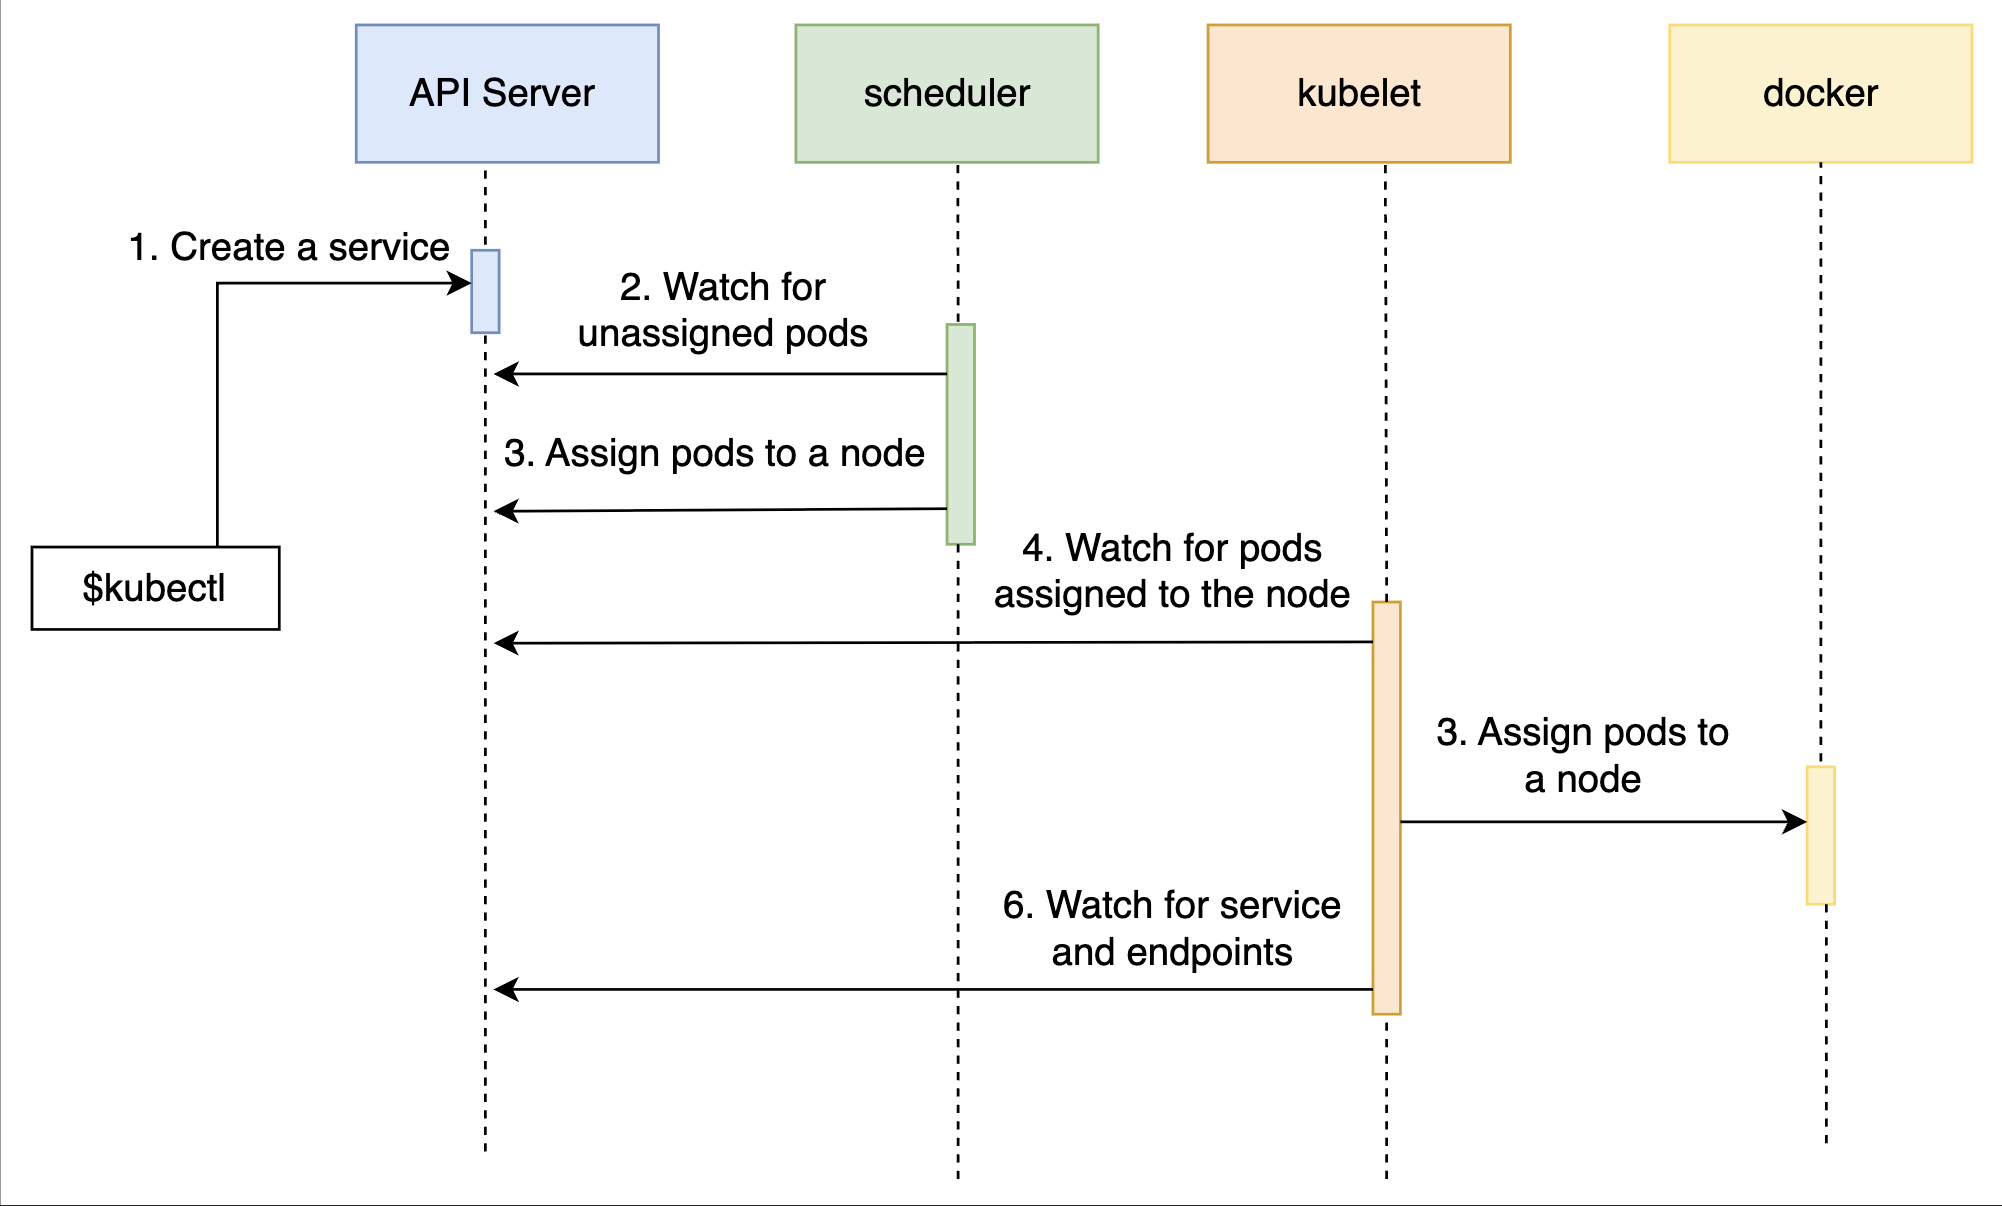 API Server
scheduler
kubelet
docker
1. Create a service
2. Watch for
unassigned pods
3. Assign pods to a node
4. Watch for pods
assigned to the node
$kubectl
3. Assign pods to
a node
6. Watch for service
and endpoints